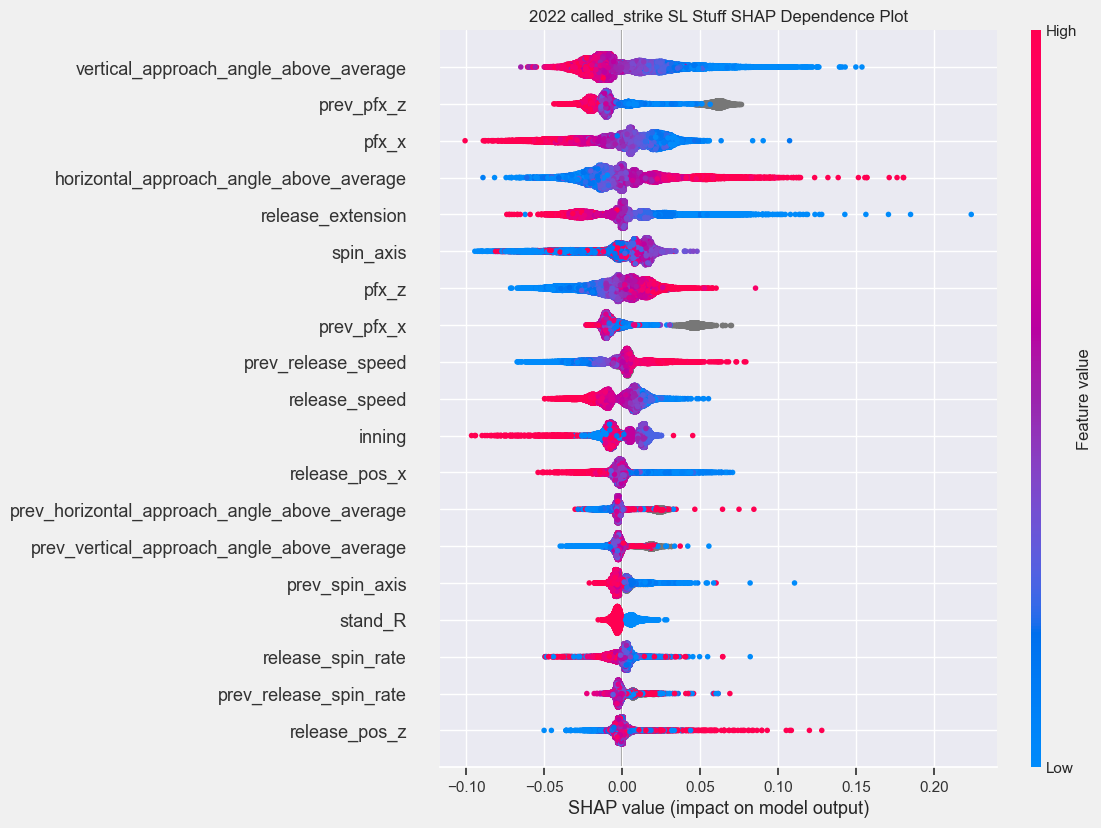 2022 called_strike SL Stuff SHAP Dependence Plot
High
vertical_approach_angle_above_average
prev_pfx_z
pfx_x
horizontal_approach_angle_above_average
release_extension
spin_axis
pfx_z
prev_pfx_x
prev_release_speed
release_speed
inning
release_pos_x
prev_horizontal_approach_angle_above_average
prev_vertical_approach_angle_above_average
prev_spin_axis
stand_R
release_spin_rate
prev_release_spin_rate
release_pos_z
Feature value
Low
−0.10 −0.05 0.00 0.05 0.10 0.15 0.20
SHAP value (impact on model output)